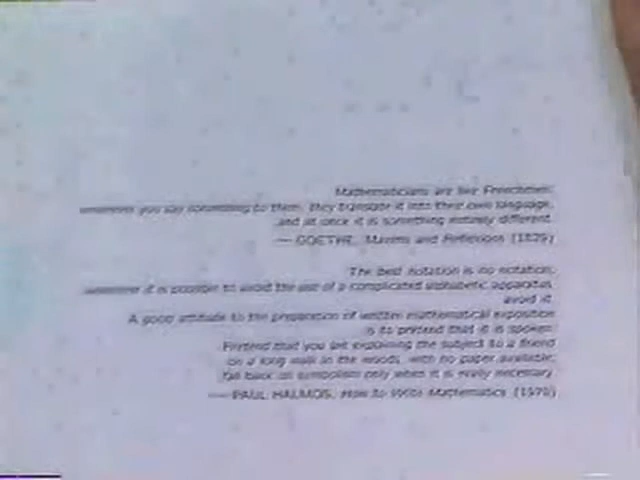 Mathematicians are like Frenchmen:
whenever you say something to them, they translate it into their own language,
and at once it is something entirely different.
— GOETHE, Maxims and Reflexions (1829)
The best notation is no notation;
whenever it is possible to avoid the use of a complicated alphabetic apparatus,
avoid it.
A good attitude to the preparation of written mathematical exposition
is to pretend that it is spoken.
Pretend that you are explaining the subject to a friend
on a long walk in the woods, with no paper available;
fall back on symbolism only when it is really necessary.
— PAUL HALMOS, How to Write Mathematics (1970)